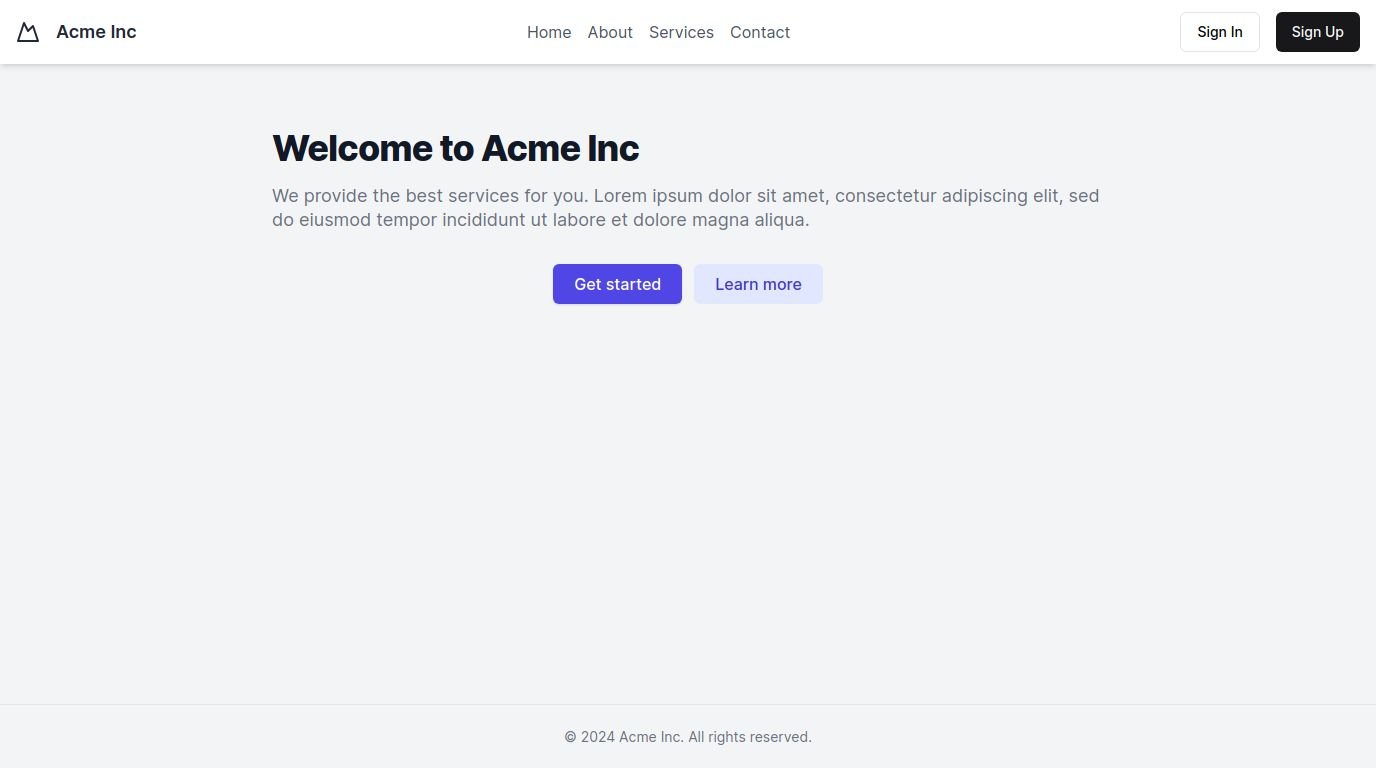 Acme Inc
Home About Services Contact
Sign In
Sign Up
Welcome to Acme Inc
We provide the best services for you. Lorem ipsum dolor sit amet, consectetur adipiscing elit, sed
do eiusmod tempor incididunt ut labore et dolore magna aliqua.
Get started
Learn more
© 2024 Acme Inc. All rights reserved.